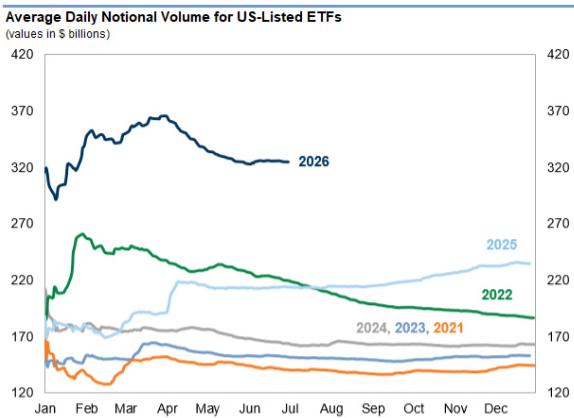 Average Daily Notional Volume for US-Listed ETFs
(values in $ billions)
420 420
370 370
2026
320 320
270 270
2025
220 220
2022
2024, 2023, 2021
170 170
120 120
Jan Feb Mar Apr May Jun Jul Aug Sep Oct Nov Dec